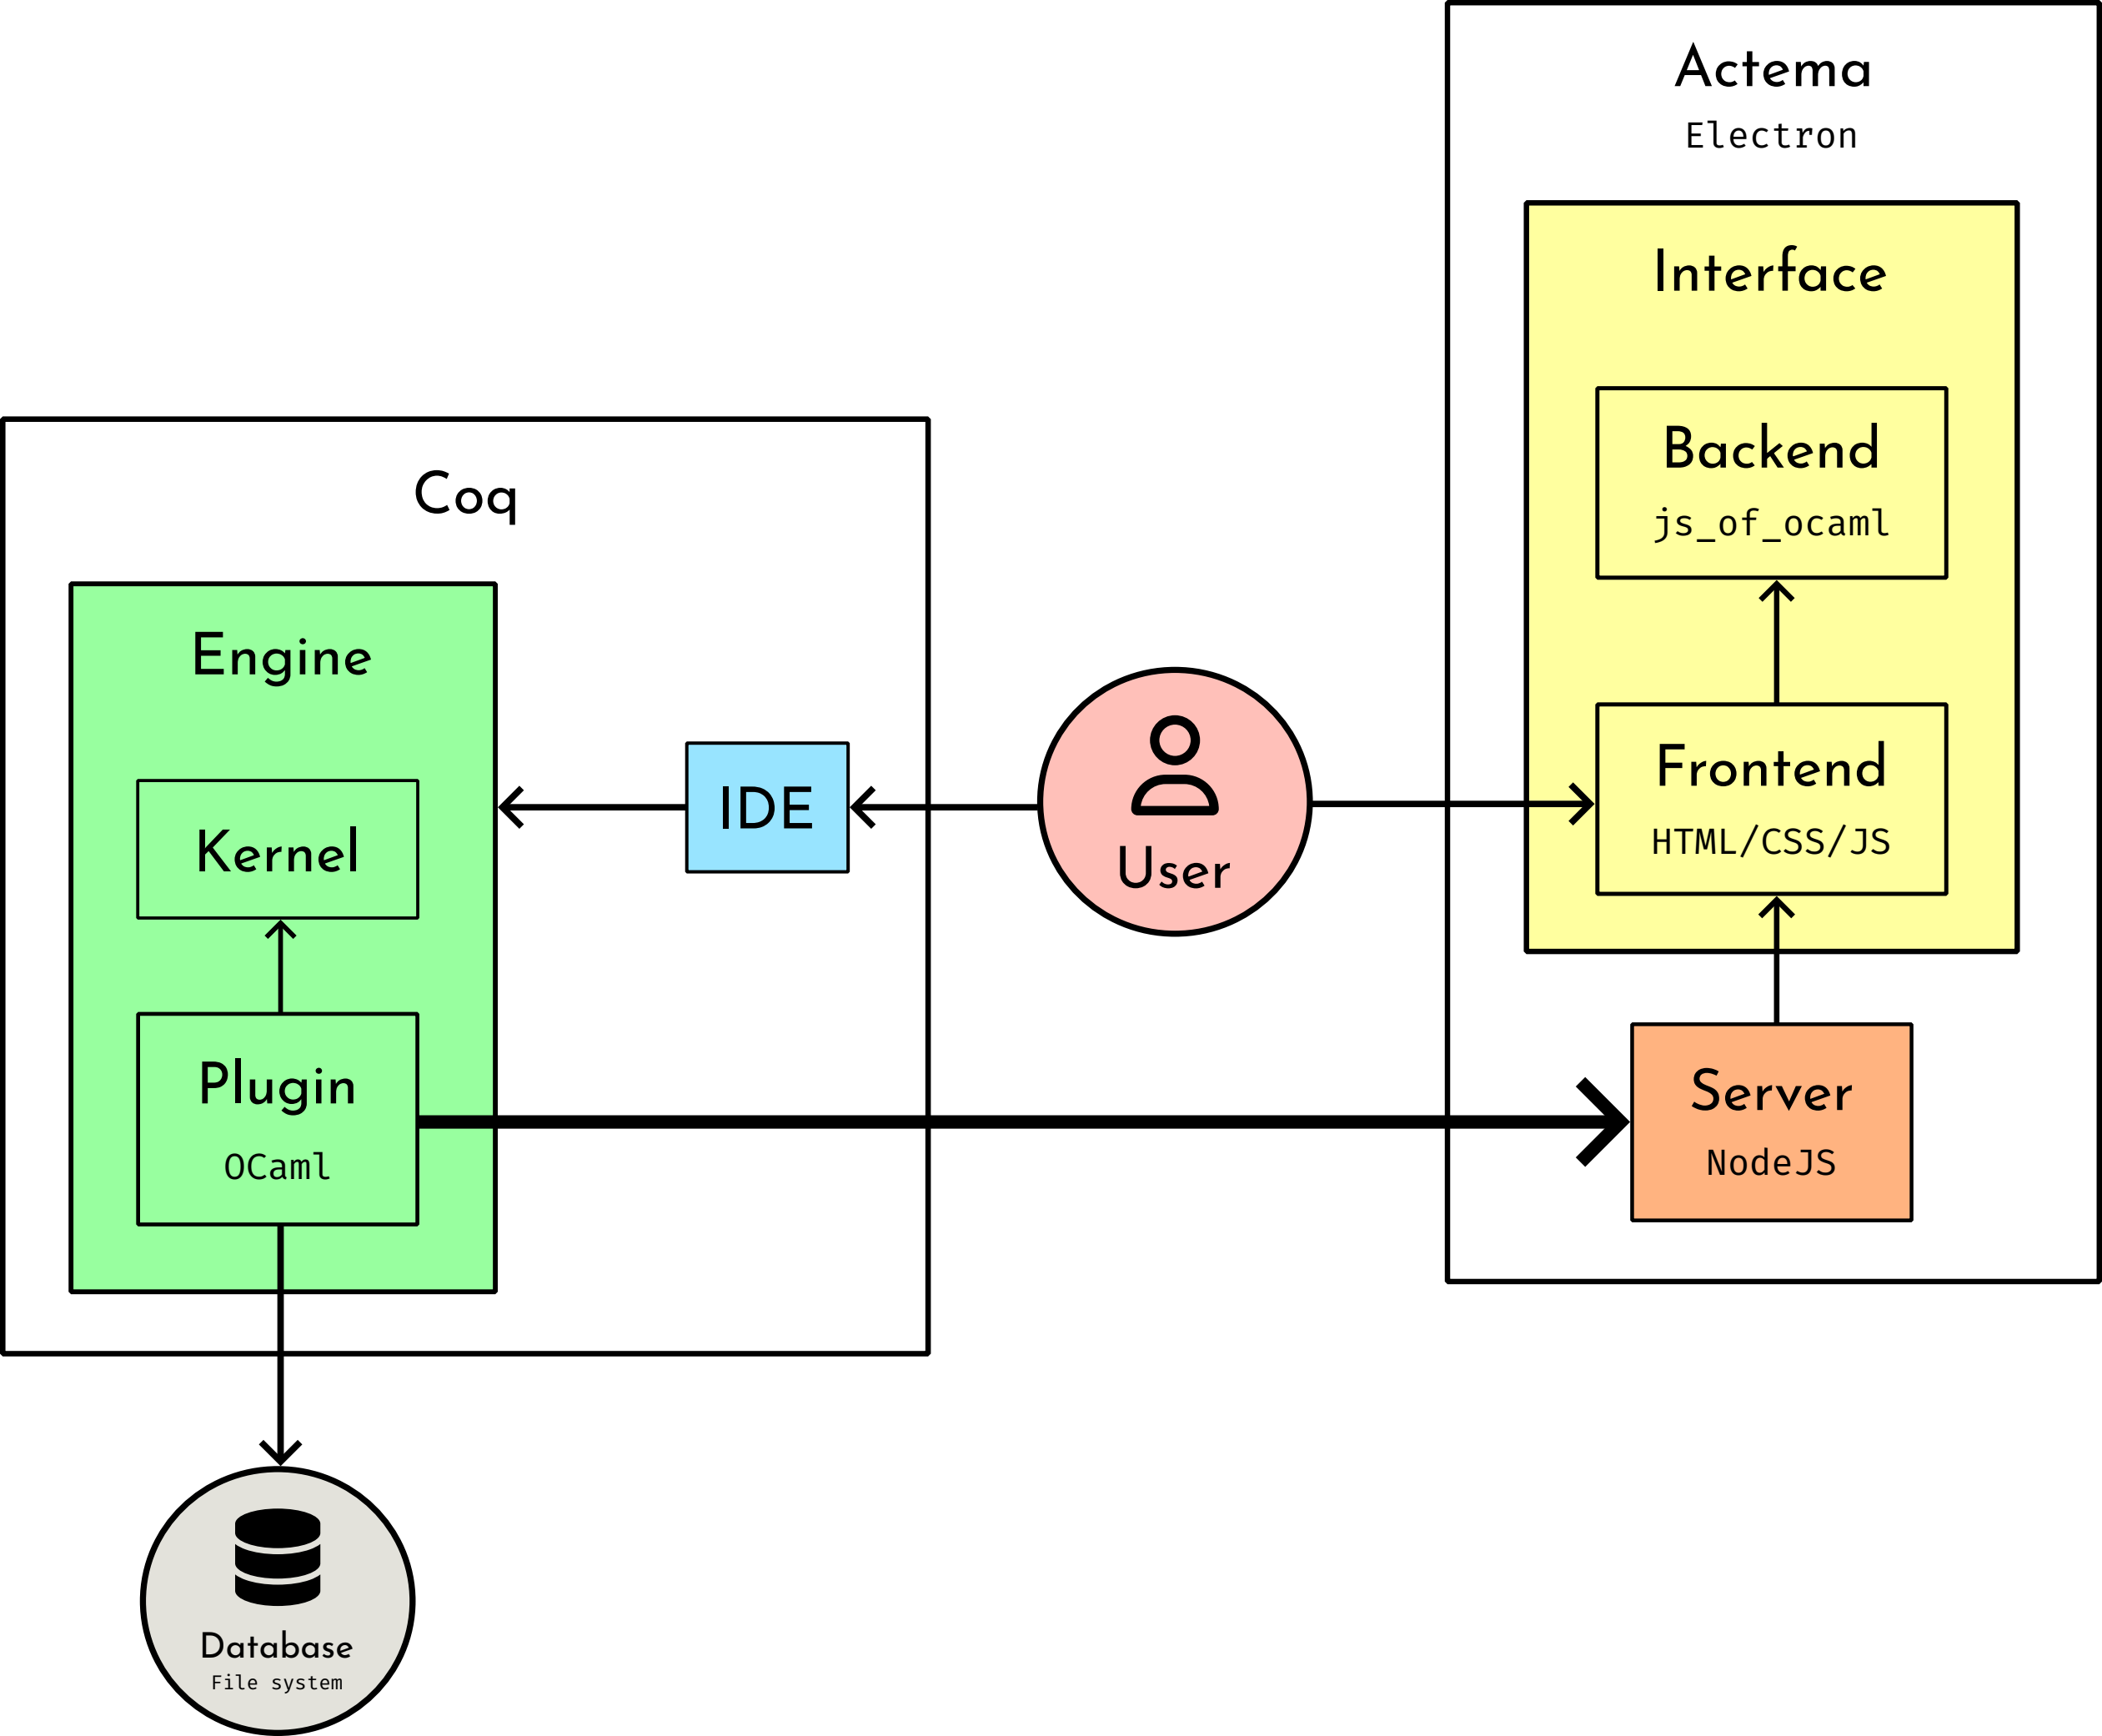 Actema
Electron
Interface
Backend
js_of_ocaml
Frontend
HTML/CSS/JS
Server
NodeJS
Coq
Engine
Kernel
Plugin
OCaml
IDE
User
Database
File system